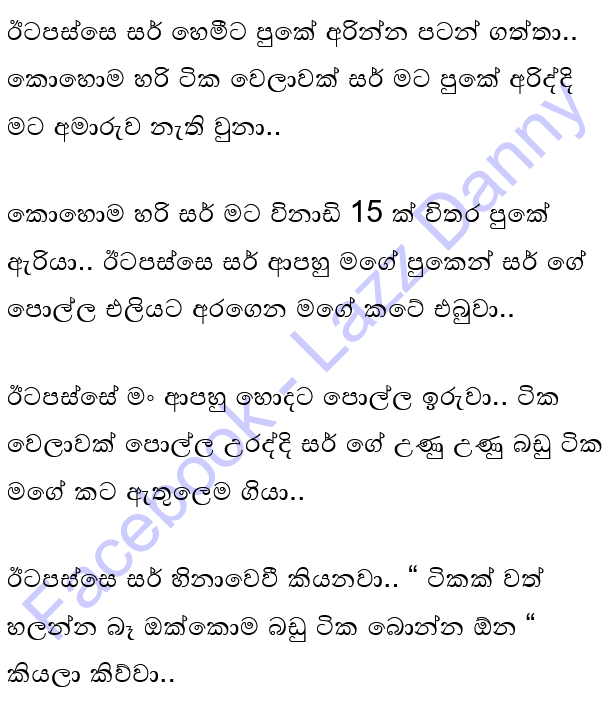 ඊටපස්සෙ සර් හෙමීට පුකේ අරින්න පටන් ගත්තා..
කොහොම හරි ටික වෙලාවක් සර් මට පුකේ අරිද්දි
මට අමාරුව නැති වුනා..
කොහොම හරි සර් මට විනාඩි 15 ක් විතර පුකේ
ඇරියා.. ඊටපස්සෙ සර් ආපහු මගේ පුකෙන් සර් ගේ
පොල්ල එලියට අරගෙන මගේ කටේ එබුවා..
ඊටපස්සේ මං ආපහු හොදට පොල්ල ඉරුවා.. ටික
වෙලාවක් පොල්ල උරද්දි සර් ගේ උණු උණු බඩු ටික
මගේ කට ඇතුලෙම ගියා..
ඊටපස්සෙ සර් හිනාවෙවී කියනවා.. “ ටිකක් වත්
හලන්න බෑ ඔක්කොම බඩු ටික බොන්න ඕන “
කියලා කිව්වා..
Facebook - Lazz Danny